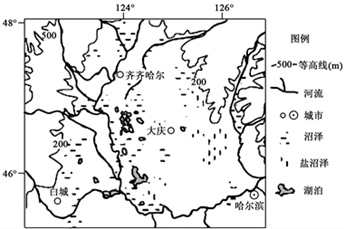 124°
126°
48°
500
齐齐哈尔
200
大庆
200
46°
白城
哈尔滨
图例
500 等高线(m)
河流
城市
沼泽
盐沼泽
湖泊